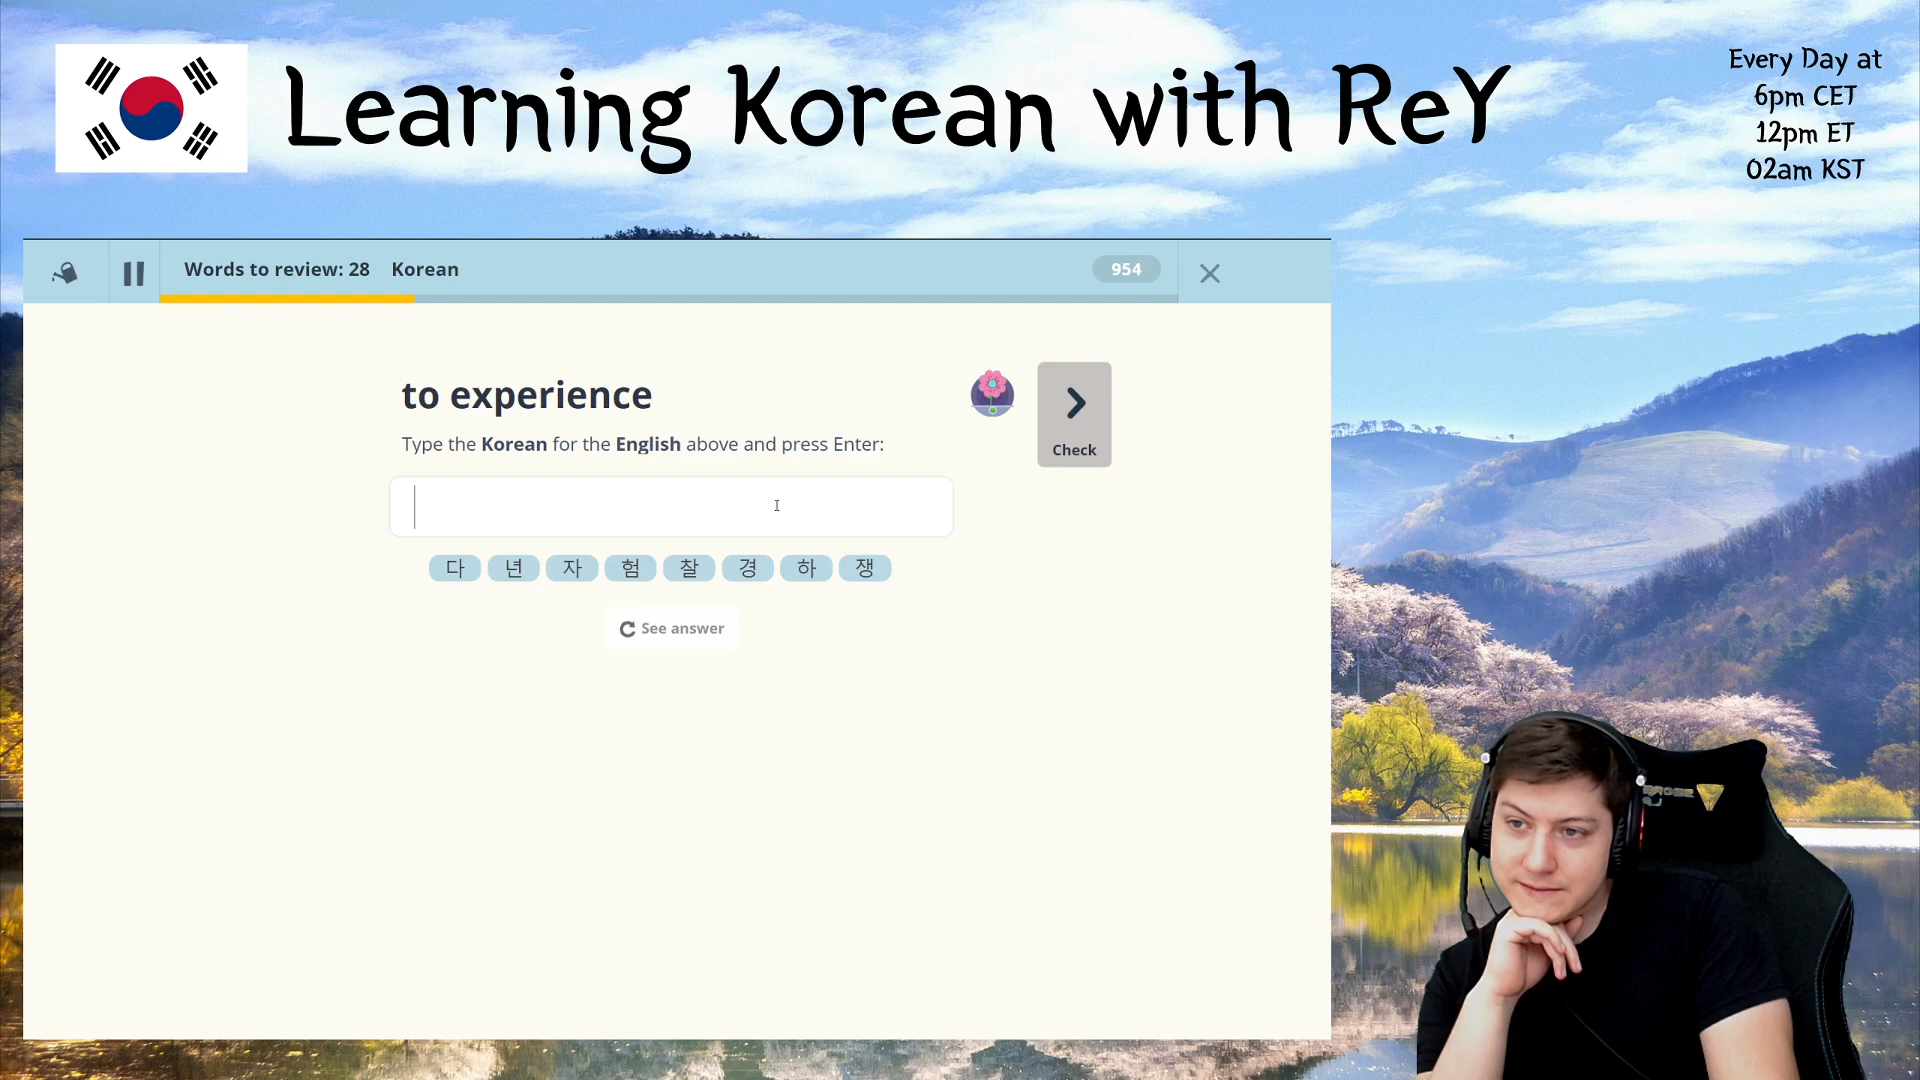 Learning Korean with ReY
Every Day at
6pm CET
12pm ET
02am KST
Words to review: 28 Korean
954
to experience
Type the Korean for the English above and press Enter:
Check
다 년 자 험 찰 경 하 쟁
See answer